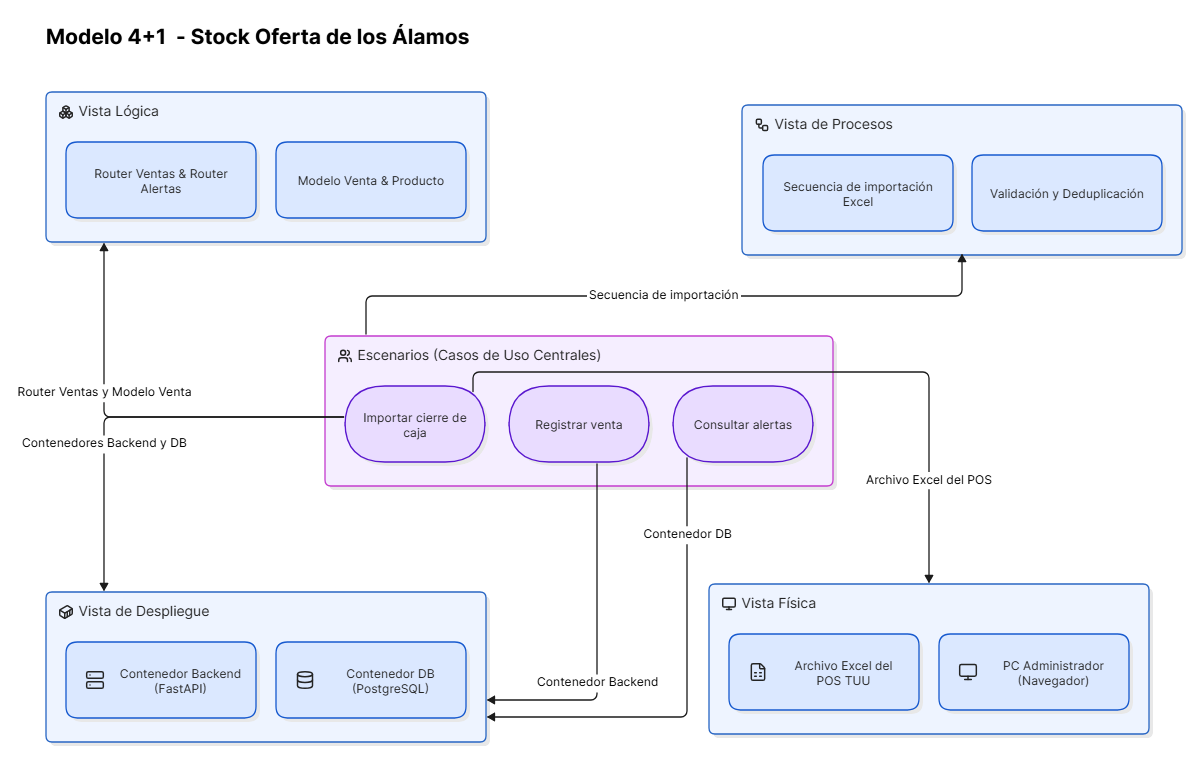 Modelo 4+1  - Stock Oferta de los Álamos
Vista Lógica
Router Ventas & Router
Alertas
Modelo Venta & Producto
Vista de Procesos
Secuencia de importación
Excel
Validación y Deduplicación
Secuencia de importación
Escenarios (Casos de Uso Centrales)
Importar cierre de
caja
Registrar venta
Consultar alertas
Router Ventas y Modelo Venta
Contenedores Backend y DB
Archivo Excel del POS
Contenedor DB
Contenedor Backend
Vista de Despliegue
Contenedor Backend
(FastAPI)
Contenedor DB
(PostgreSQL)
Vista Física
Archivo Excel del
POS TUU
PC Administrador
(Navegador)